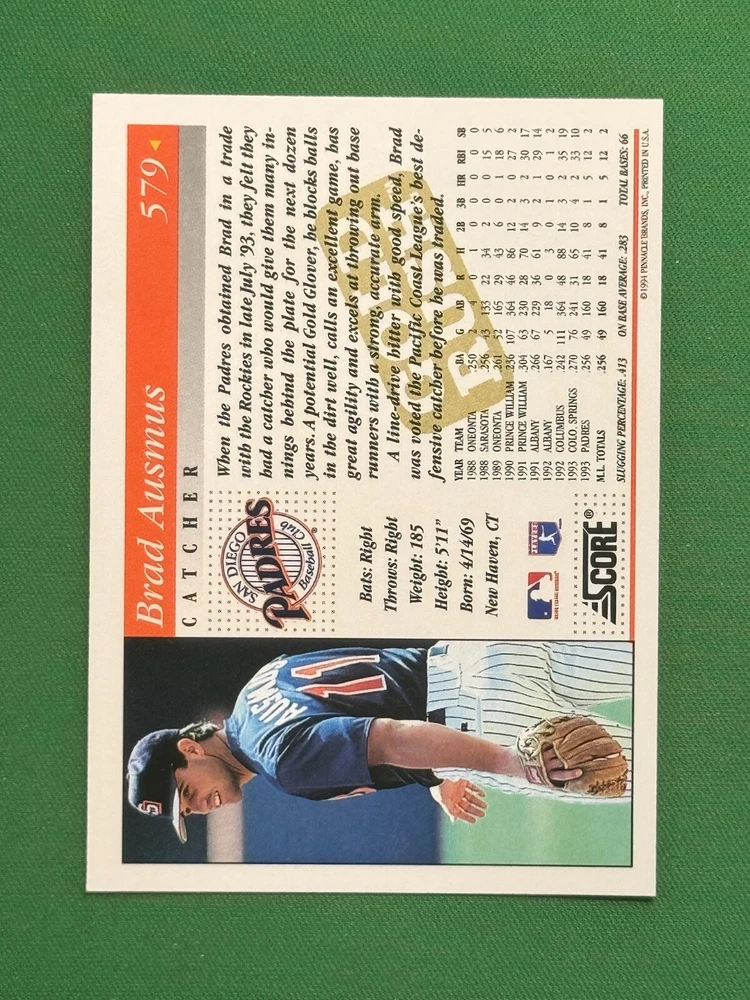 Brad Ausmus 579
CATCHER
SAN DIEGO
PADRES
Baseball Club
Bats: Right
Throws: Right
Weight: 185
Height: 5'11"
Born: 4/14/69
New Haven, CT
SCORE®
When the Padres obtained Brad in a trade
with the Rockies in late July '93, they felt they
had a catcher who would give them many in-
nings behind the plate for the next dozen
years. A potential Gold Glover, he blocks balls
in the dirt well, calls an excellent game, has
great agility and excels at throwing out base
runners with a strong, accurate arm.
A line-drive hitter with good speed, Brad
was voted the Pacific Coast League's best de-
fensive catcher before he was traded.
GOLD
RUSH
YEAR TEAM BA G AB R H 2B 3B HR RBI SB
1988 ONEONTA .250 2 4 0 1 0 0 0 0 0
1988 SARASOTA .256 43 133 22 34 2 0 0 15 5
1989 ONEONTA .261 52 165 29 43 6 0 1 18 6
1990 PRINCE WILLIAM .236 107 364 46 86 12 2 0 27 2
1991 PRINCE WILLIAM .304 63 230 28 70 14 3 2 30 17
1991 ALBANY .266 67 229 36 61 9 2 1 29 14
1992 ALBANY .167 5 18 0 3 0 1 0 1 2
1992 COLUMBUS .242 111 364 48 88 14 3 2 35 19
1993 COLO SPRINGS .270 76 241 31 65 10 4 2 33 10
1993 PADRES .256 49 160 18 41 8 1 5 12 2
M.L. TOTALS .256 49 160 18 41 8 1 5 12 2
SLUGGING PERCENTAGE: .413 ON BASE AVERAGE: .283 TOTAL BASES: 66
© 1994 PINNACLE BRANDS, INC., PRINTED IN U.S.A.
AUSMUS
11